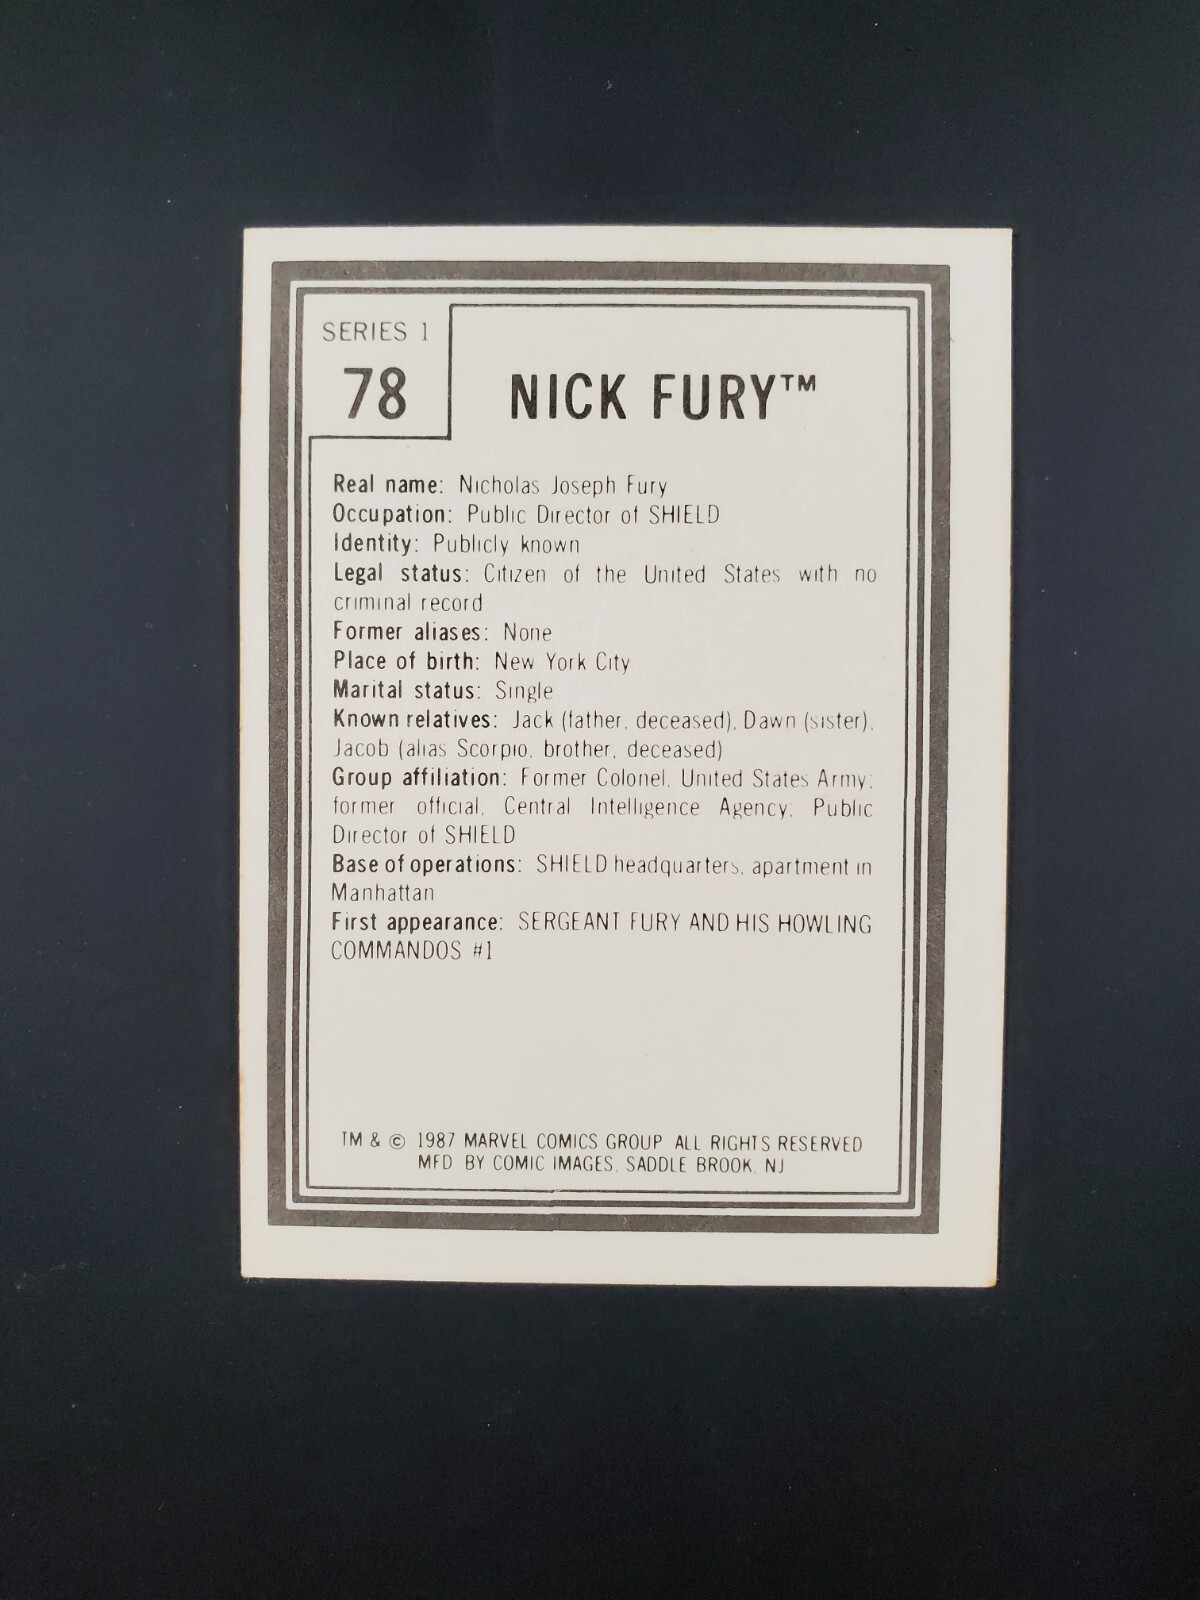 SERIES 1
78
NICK FURY™
Real name: Nicholas Joseph Fury
Occupation: Public Director of SHIELD
Identity: Publicly known
Legal status: Citizen of the United States with no
criminal record
Former aliases: None
Place of birth: New York City
Marital status: Single
Known relatives: Jack (father, deceased), Dawn (sister),
Jacob (alias Scorpio, brother, deceased)
Group affiliation: Former Colonel, United States Army;
former official, Central Intelligence Agency; Public
Director of SHIELD
Base of operations: SHIELD headquarters, apartment in
Manhattan
First appearance: SERGEANT FURY AND HIS HOWLING
COMMANDOS #1
TM & © 1987 MARVEL COMICS GROUP ALL RIGHTS RESERVED
MFD BY COMIC IMAGES, SADDLE BROOK, NJ